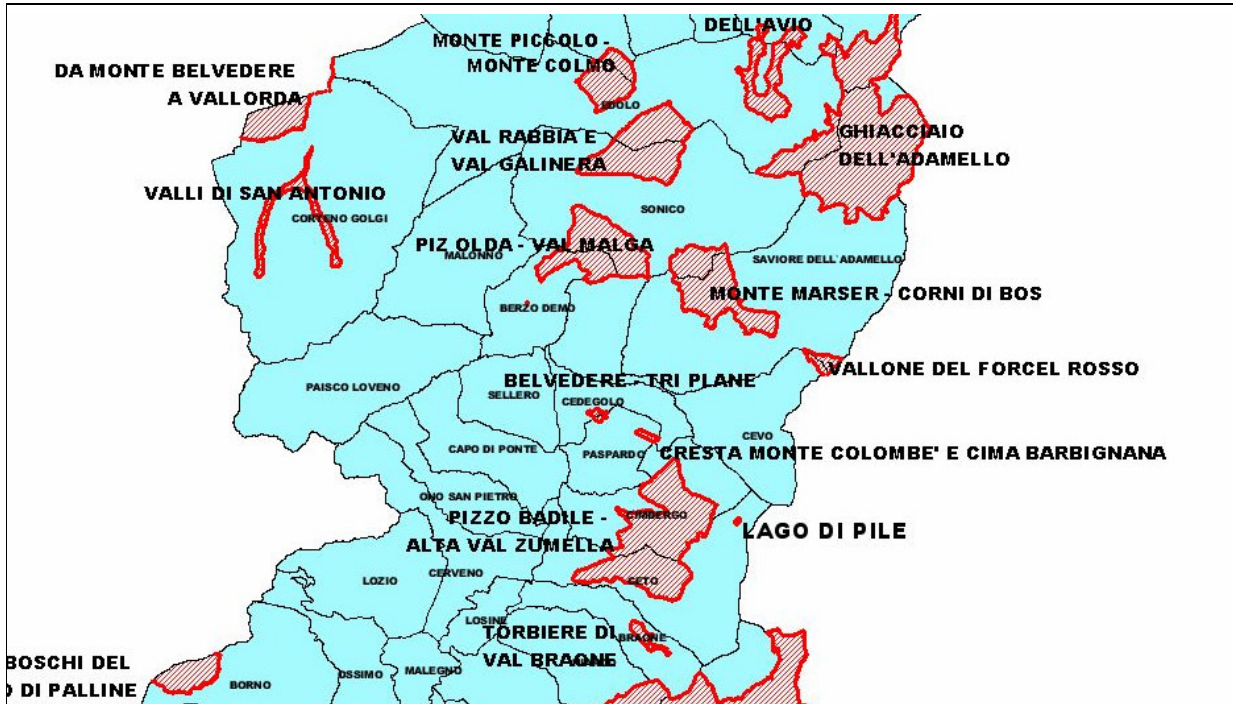 DELL'AVIO
MONTE PICCOLO -
MONTE COLMO
DA MONTE BELVEDERE
A VALLORDA
EDOLO
VAL RABBIA E
VAL GALINERA
GHIACCIAIO
DELL'ADAMELLO
VALLI DI SAN ANTONIO
CORTENO GOLGI
SONICO
PIZ OLDA - VAL MALGA
MALONNO
SAVIORE DELL'ADAMELLO
MONTE MARSER - CORNI DI BOS
BERZO DEMO
VALLONE DEL FORCEL ROSSO
BELVEDERE - TRI PLANE
PAISCO LOVENO
SELLERO
CEDEGOLO
CEVO
CAPO DI PONTE
PASPARDO
CRESTA MONTE COLOMBE' E CIMA BARBIGNANA
ONO SAN PIETRO
PIZZO BADILE -
ALTA VAL ZUMELLA
CIMBERGO
LAGO DI PILE
LOZIO
CERVENO
CETO
LOSINE
TORBIERE DI
VAL BRAONE
BRAONE
BOSCHI DEL
O DI PALLINE
BORNO
OSSIMO
MALEGNO